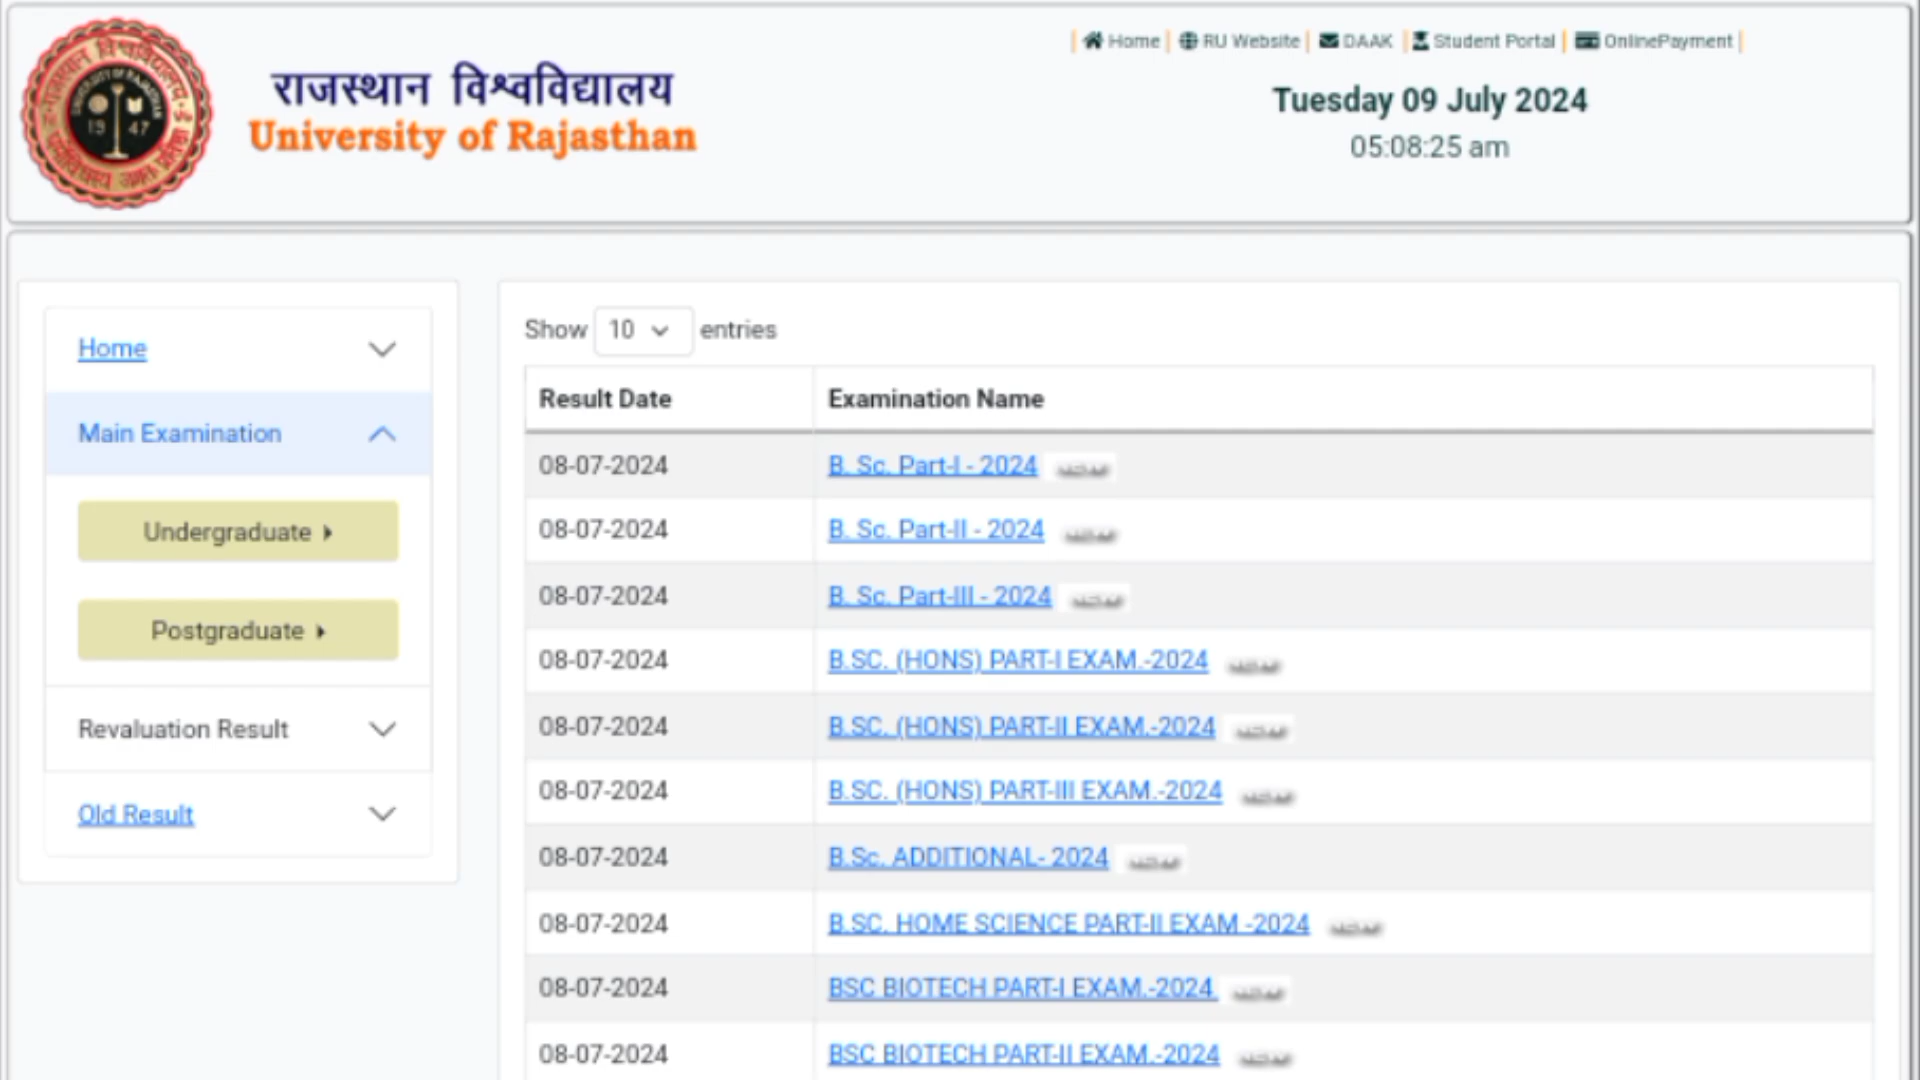 Home RU Website DAAK Student Portal OnlinePayment
राजस्थान विश्वविद्यालय
University of Rajasthan
Tuesday 09 July 2024
05:08:25 am
Home
Main Examination
Undergraduate
Postgraduate
Revaluation Result
Old Result
Show 10 entries
Result Date Examination Name
08-07-2024 B. Sc. Part-I - 2024
08-07-2024 B. Sc. Part-II - 2024
08-07-2024 B. Sc. Part-III - 2024
08-07-2024 B.SC. (HONS) PART-I EXAM.-2024
08-07-2024 B.SC. (HONS) PART-II EXAM.-2024
08-07-2024 B.SC. (HONS) PART-III EXAM.-2024
08-07-2024 B.Sc. ADDITIONAL- 2024
08-07-2024 B.SC. HOME SCIENCE PART-II EXAM -2024
08-07-2024 BSC BIOTECH PART-I EXAM.-2024
08-07-2024 BSC BIOTECH PART-II EXAM.-2024